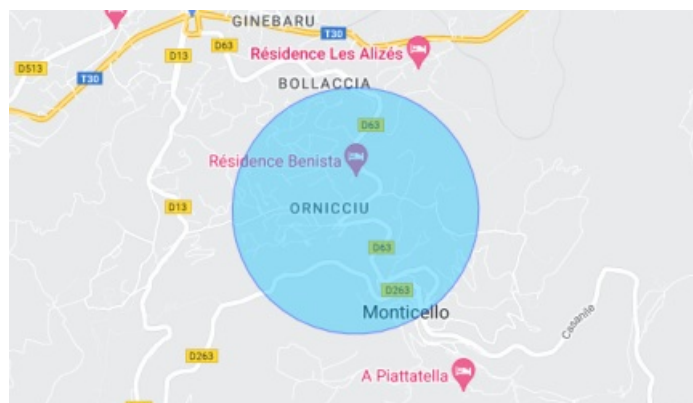 GINEBARU
T30
D63
D13
Résidence Les Alizés
D513
T30
BOLLACCIA
D63
Résidence Benista
D13
ORNICCIU
D63
D263
Monticello
Casanile
D263
A Piattatella